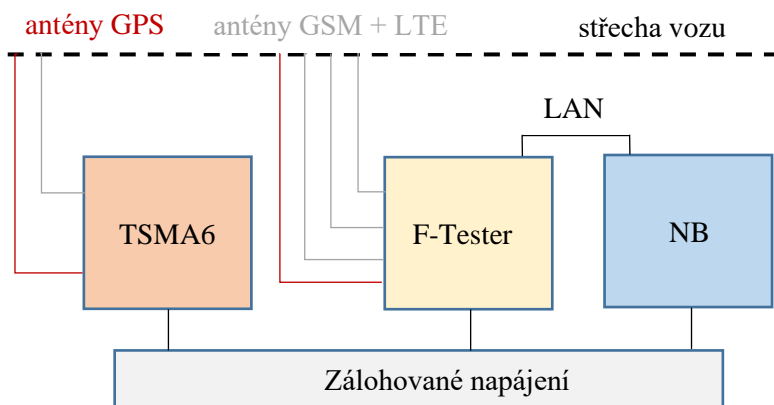 antény GPS
antény GSM + LTE
střecha vozu
LAN
TSMA6
F-Tester
NB
Zálohované napájení